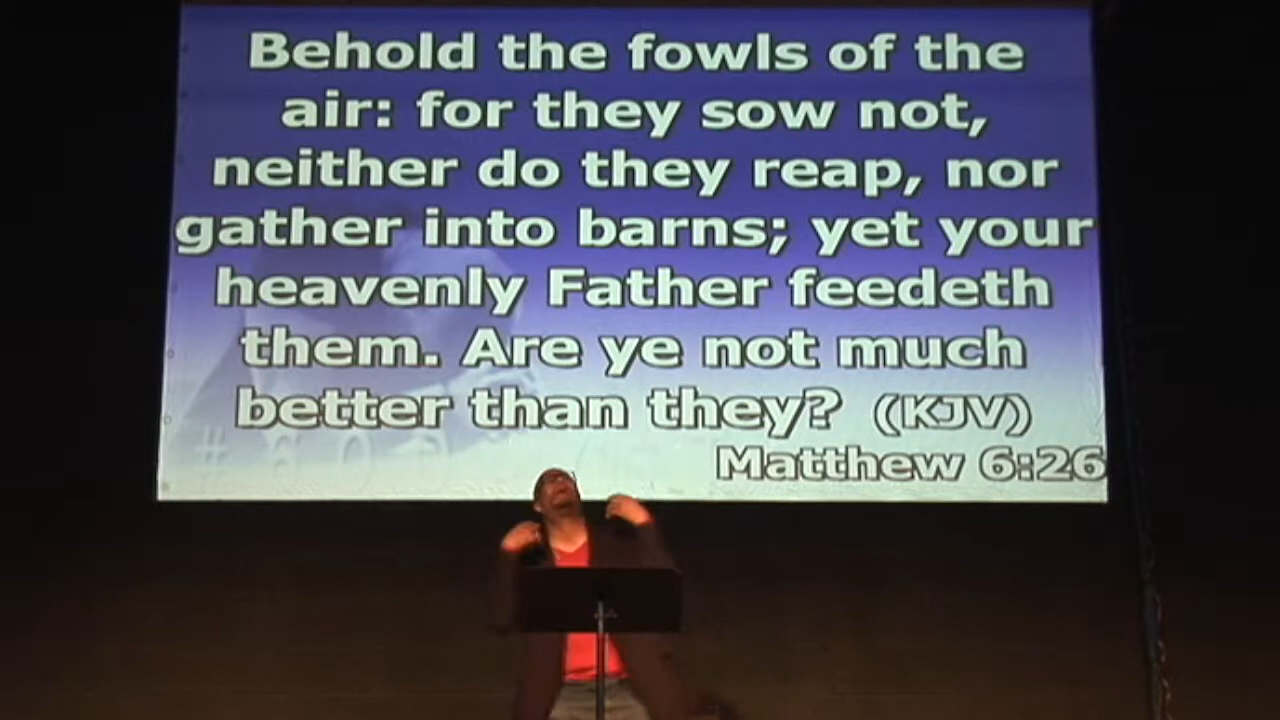 Behold the fowls of the
air: for they sow not,
neither do they reap, nor
gather into barns; yet your
heavenly Father feedeth
them. Are ye not much
better than they? (KJV)
Matthew 6:26